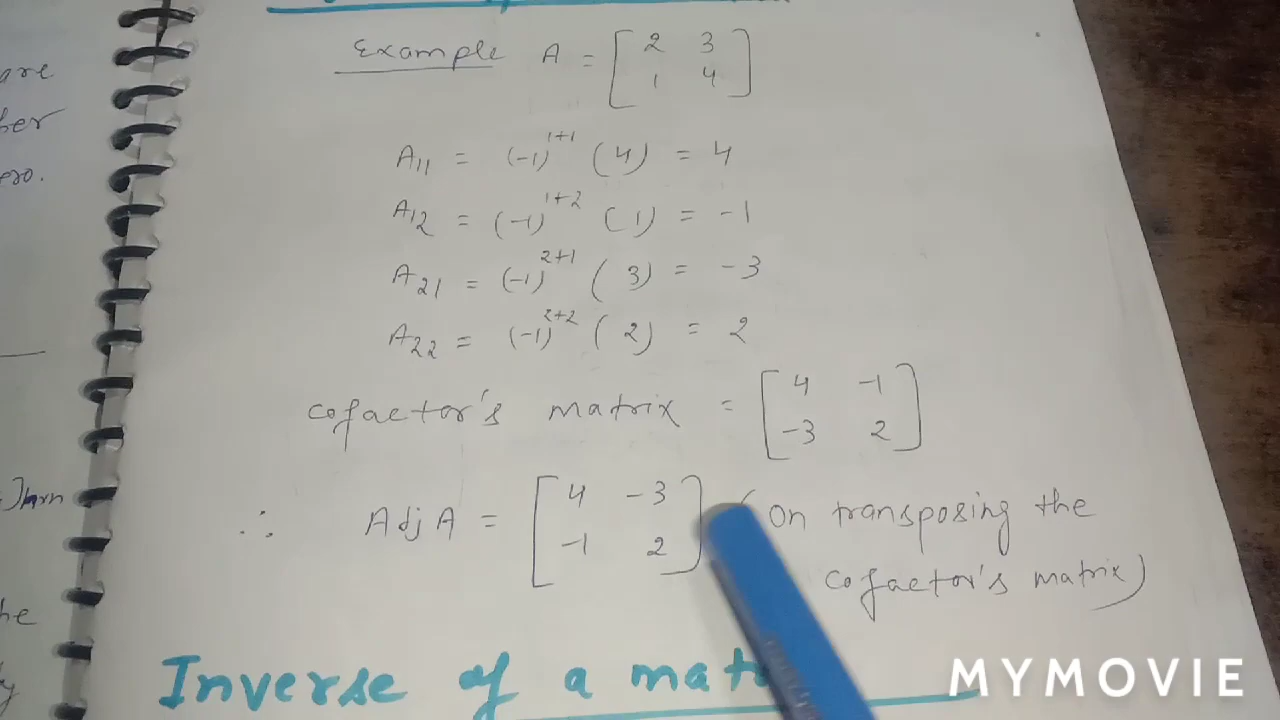 Example A = [ 2 3
1 4 ]
A11 = (-1)^1+1 (4) = 4
A12 = (-1)^1+2 (1) = -1
A21 = (-1)^2+1 (3) = -3
A22 = (-1)^2+2 (2) = 2
cofactor's matrix = [ 4 -1
-3 2 ]
∴ Adj A = [ 4 -3
-1 2 ] (on transposing the
cofactor's matrix)
Inverse of a
MYMOVIE